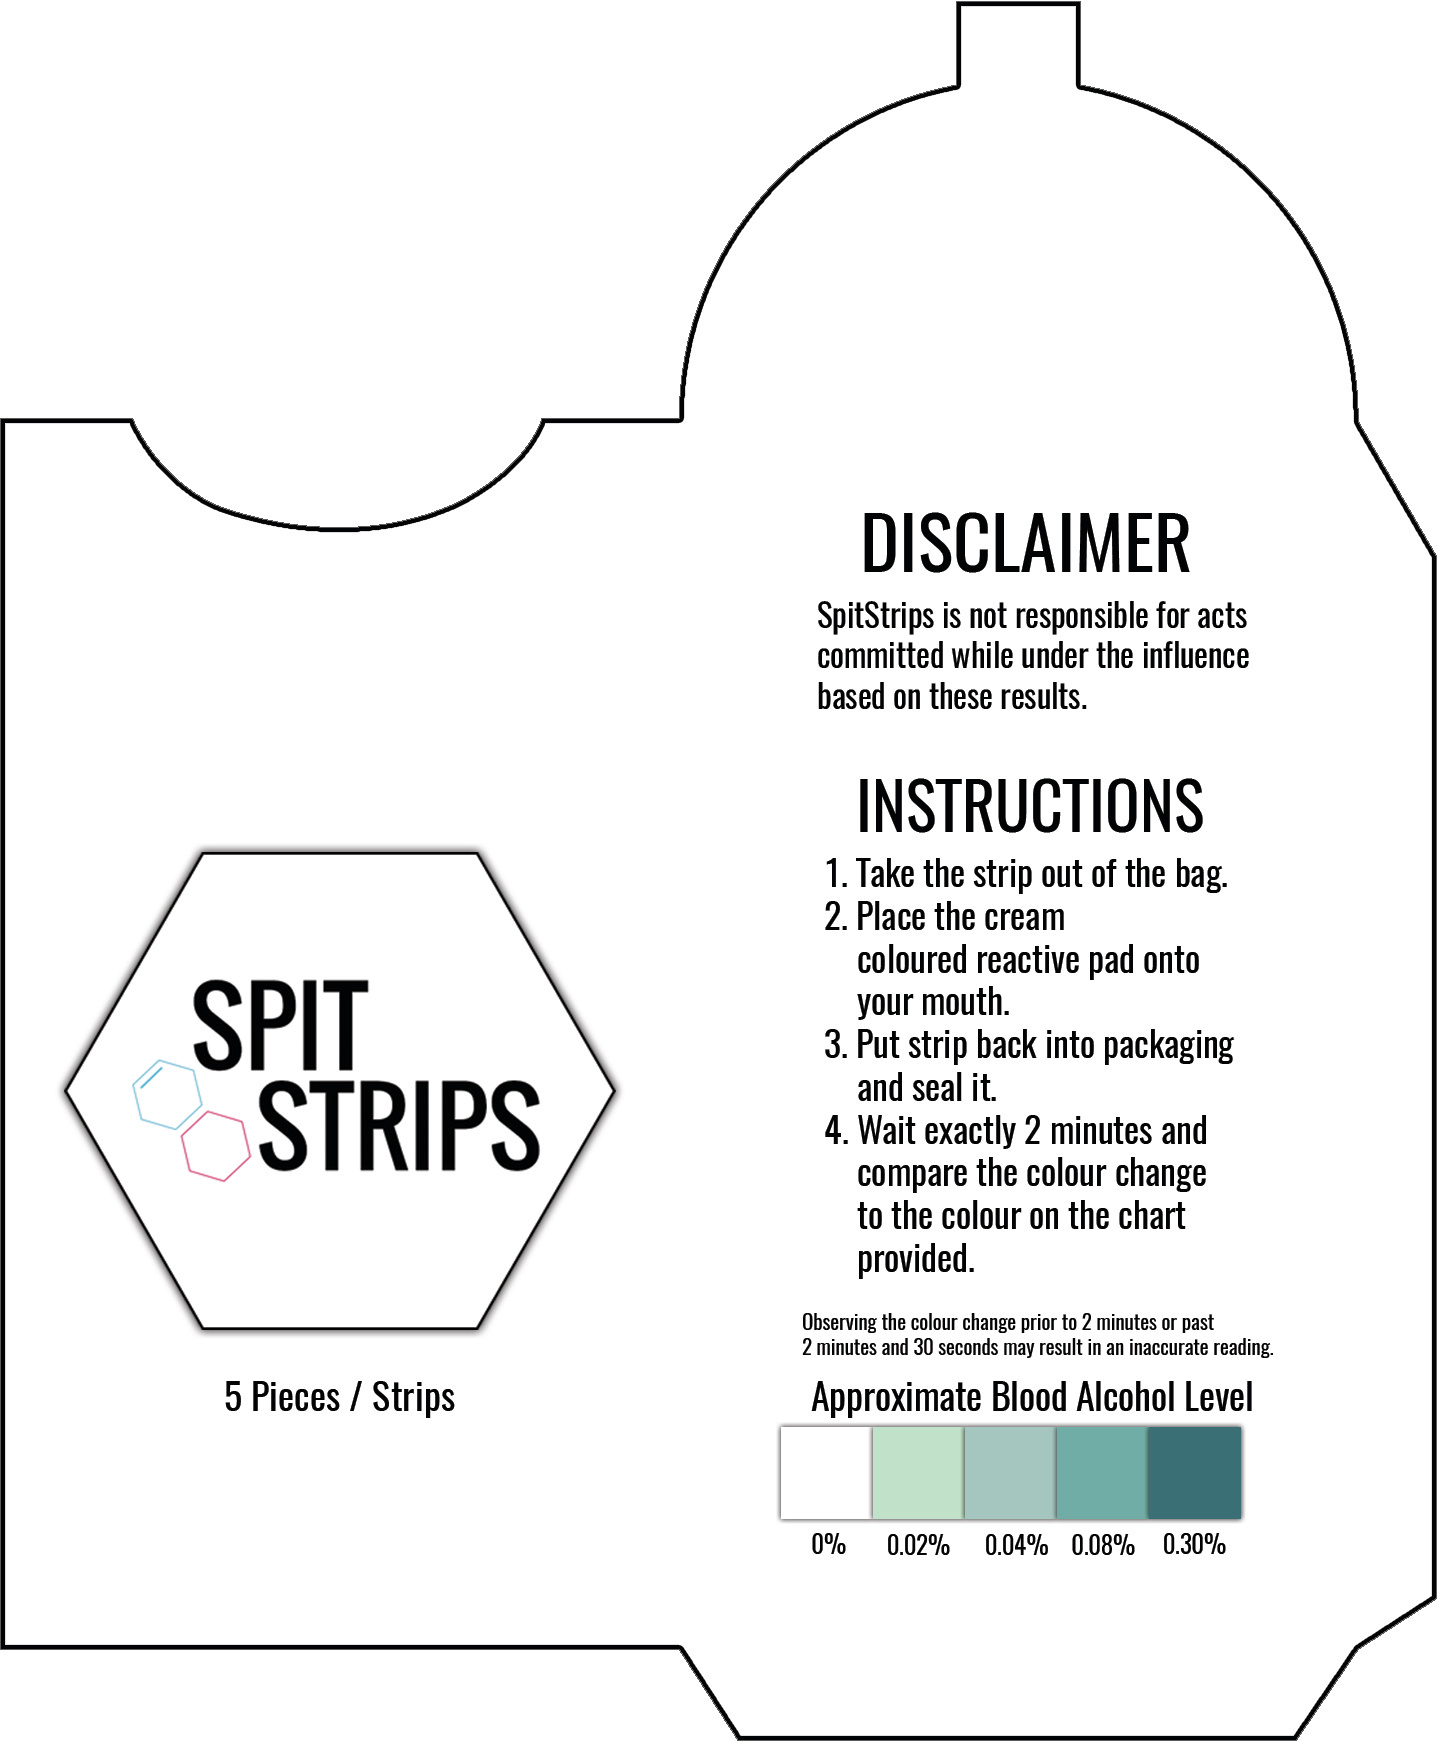 DISCLAIMER
SpitStrips is not responsible for acts
committed while under the influence
based on these results.
INSTRUCTIONS
1. Take the strip out of the bag.
2. Place the cream
coloured reactive pad onto
your mouth.
3. Put strip back into packaging
and seal it.
4. Wait exactly 2 minutes and
compare the colour change
to the colour on the chart
provided.
Observing the colour change prior to 2 minutes or past
2 minutes and 30 seconds may result in an inaccurate reading.
Approximate Blood Alcohol Level
0% 0.02% 0.04% 0.08% 0.30%
SPIT
STRIPS
5 Pieces / Strips